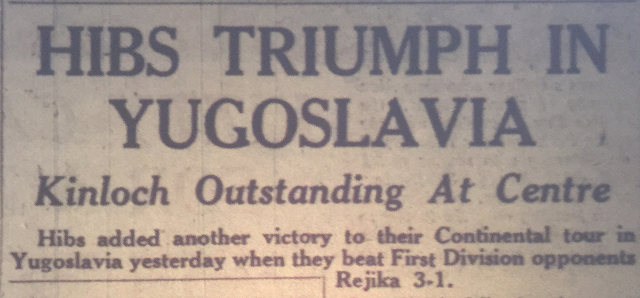 HIBS TRIUMPH IN
YUGOSLAVIA
Kinloch Outstanding At Centre
Hibs added another victory to their Continental tour in
Yugoslavia yesterday when they beat First Division opponents
Rejika 3-1.